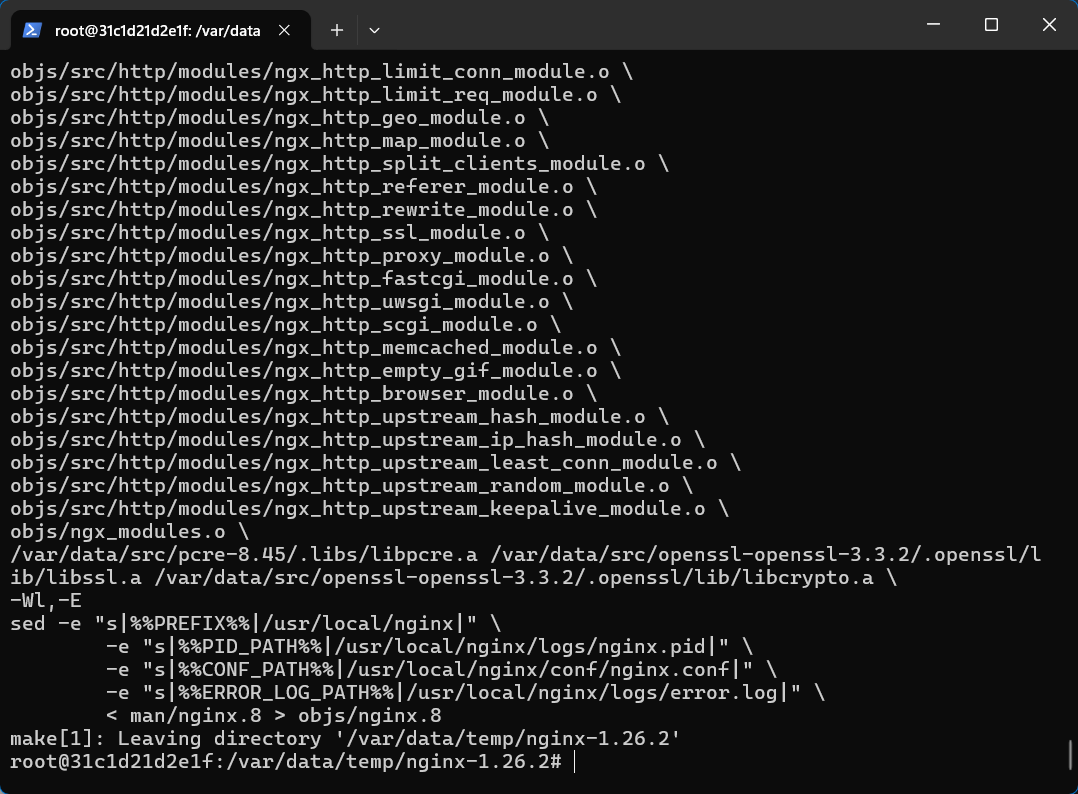 root@31c1d21d2e1f: /var/data
objs/src/http/modules/ngx_http_limit_conn_module.o \
objs/src/http/modules/ngx_http_limit_req_module.o \
objs/src/http/modules/ngx_http_geo_module.o \
objs/src/http/modules/ngx_http_map_module.o \
objs/src/http/modules/ngx_http_split_clients_module.o \
objs/src/http/modules/ngx_http_referer_module.o \
objs/src/http/modules/ngx_http_rewrite_module.o \
objs/src/http/modules/ngx_http_ssl_module.o \
objs/src/http/modules/ngx_http_proxy_module.o \
objs/src/http/modules/ngx_http_fastcgi_module.o \
objs/src/http/modules/ngx_http_uwsgi_module.o \
objs/src/http/modules/ngx_http_scgi_module.o \
objs/src/http/modules/ngx_http_memcached_module.o \
objs/src/http/modules/ngx_http_empty_gif_module.o \
objs/src/http/modules/ngx_http_browser_module.o \
objs/src/http/modules/ngx_http_upstream_hash_module.o \
objs/src/http/modules/ngx_http_upstream_ip_hash_module.o \
objs/src/http/modules/ngx_http_upstream_least_conn_module.o \
objs/src/http/modules/ngx_http_upstream_random_module.o \
objs/src/http/modules/ngx_http_upstream_keepalive_module.o \
objs/ngx_modules.o \
/var/data/src/pcre-8.45/.libs/libpcre.a /var/data/src/openssl-openssl-3.3.2/.openssl/l
ib/libssl.a /var/data/src/openssl-openssl-3.3.2/.openssl/lib/libcrypto.a \
-Wl,-E
sed -e "s|%%PREFIX%%|/usr/local/nginx|" \
        -e "s|%%PID_PATH%%|/usr/local/nginx/logs/nginx.pid|" \
        -e "s|%%CONF_PATH%%|/usr/local/nginx/conf/nginx.conf|" \
        -e "s|%%ERROR_LOG_PATH%%|/usr/local/nginx/logs/error.log|" \
        < man/nginx.8 > objs/nginx.8
make[1]: Leaving directory '/var/data/temp/nginx-1.26.2'
root@31c1d21d2e1f:/var/data/temp/nginx-1.26.2#